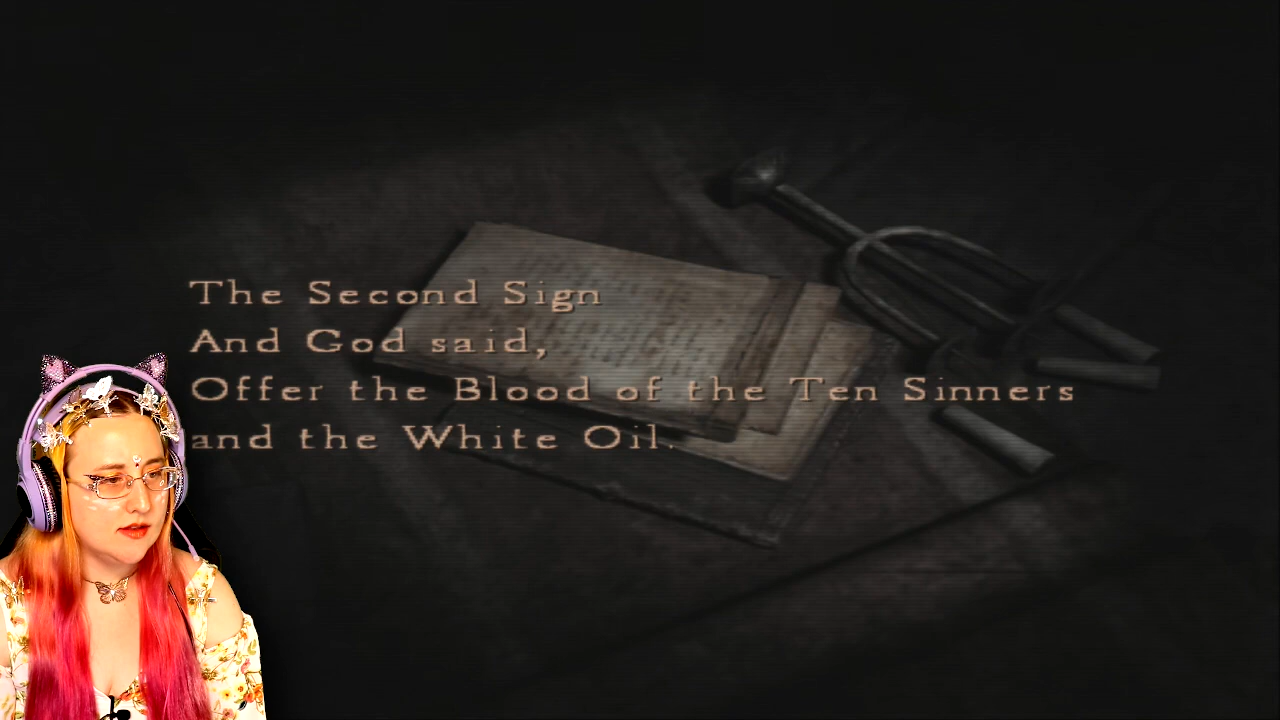 The Second Sign
And God said,
Offer the Blood of the Ten Sinners
and the White Oil.